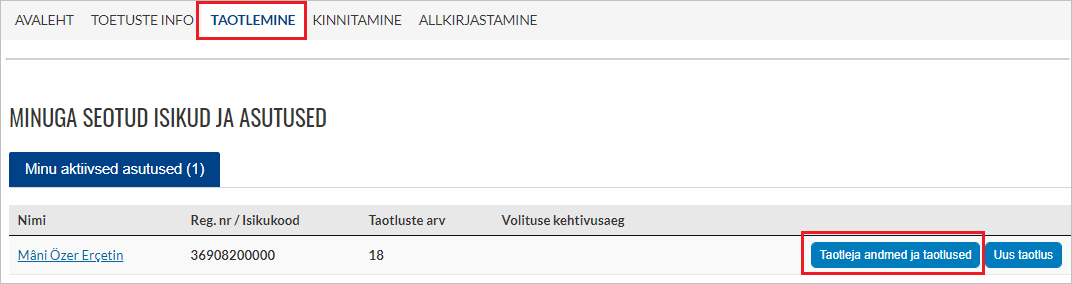 AVALEHT TOETUSTE INFO TAOTLEMINE KINNITAMINE ALLKIRJASTAMINE
MINUGA SEOTUD ISIKUD JA ASUTUSED
Minu aktiivsed asutused (1)
Nimi Reg. nr / Isikukood Taotluste arv Volituse kehtivusaeg
Mâni Özer Erçetin 36908200000 18 Taotleja andmed ja taotlused Uus taotlus